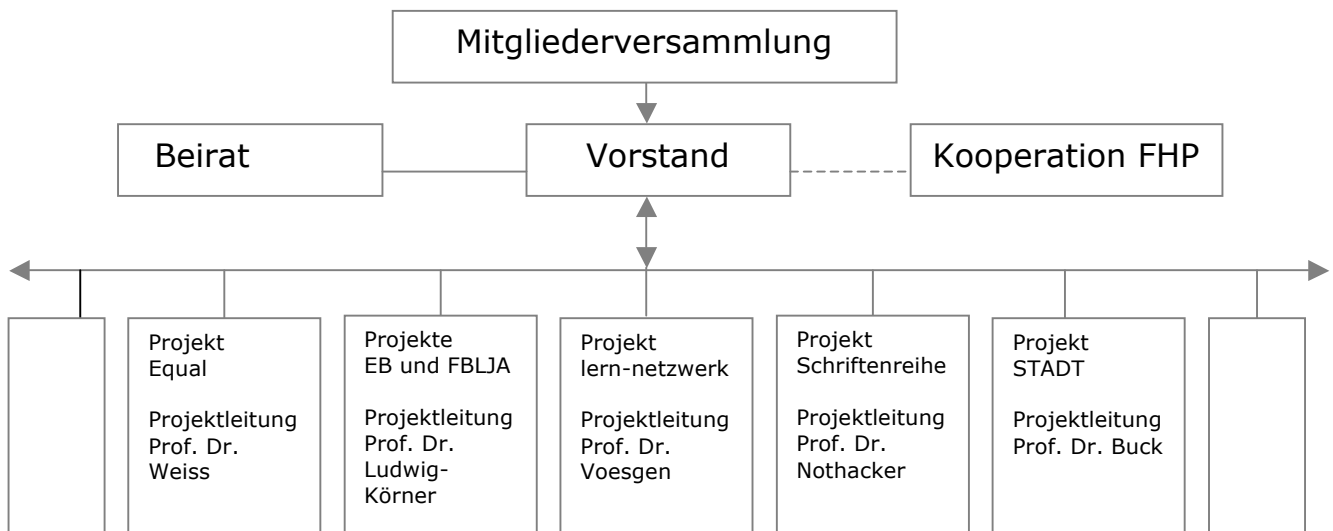 Mitgliederversammlung
Beirat
Vorstand
Kooperation FHP
Projekt
Equal
Projektleitung
Prof. Dr.
Weiss
Projekte
EB und FBLJA
Projektleitung
Prof. Dr.
Ludwig-
Körner
Projekt
lern-netzwerk
Projektleitung
Prof. Dr.
Voesgen
Projekt
Schriftenreihe
Projektleitung
Prof. Dr.
Nothacker
Projekt
STADT
Projektleitung
Prof. Dr. Buck